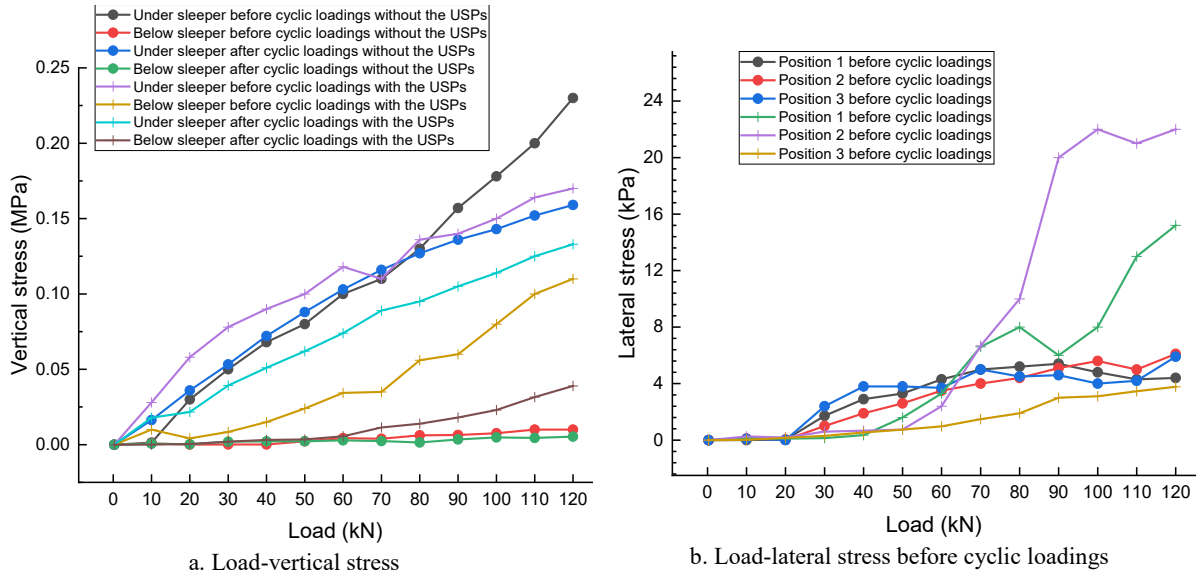 Under sleeper before cyclic loadings without the USPs
Below sleeper before cyclic loadings without the USPs
Under sleeper after cyclic loadings without the USPs
Below sleeper after cyclic loadings without the USPs
Under sleeper before cyclic loadings with the USPs
Below sleeper before cyclic loadings with the USPs
Under sleeper after cyclic loadings with the USPs
Below sleeper after cyclic loadings with the USPs
Vertical stress (MPa)
0.25
0.20
0.15
0.10
0.05
0.00
0 10 20 30 40 50 60 70 80 90 100 110 120
Load (kN)
a. Load-vertical stress
Position 1 before cyclic loadings
Position 2 before cyclic loadings
Position 3 before cyclic loadings
Position 1 before cyclic loadings
Position 2 before cyclic loadings
Position 3 before cyclic loadings
Lateral stress (kPa)
24
20
16
12
8
4
0
0 10 20 30 40 50 60 70 80 90 100 110 120
Load (kN)
b. Load-lateral stress before cyclic loadings